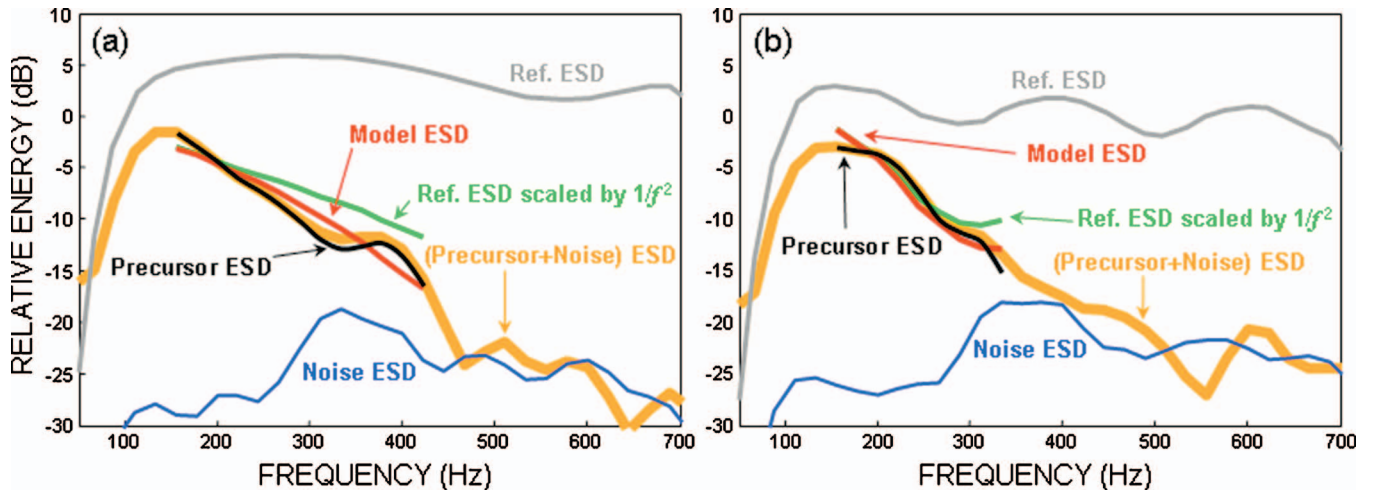 (a)
10
5
0
-5
-10
-15
-20
-25
-30
RELATIVE ENERGY (dB)
Ref. ESD
Model ESD
Ref. ESD scaled by 1/f²
Precursor ESD
(Precursor+Noise) ESD
Noise ESD
100 200 300 400 500 600 700
FREQUENCY (Hz)
(b)
10
5
0
-5
-10
-15
-20
-25
-30
Ref. ESD
Model ESD
Ref. ESD scaled by 1/f²
Precursor ESD
(Precursor+Noise) ESD
Noise ESD
100 200 300 400 500 600 700
FREQUENCY (Hz)